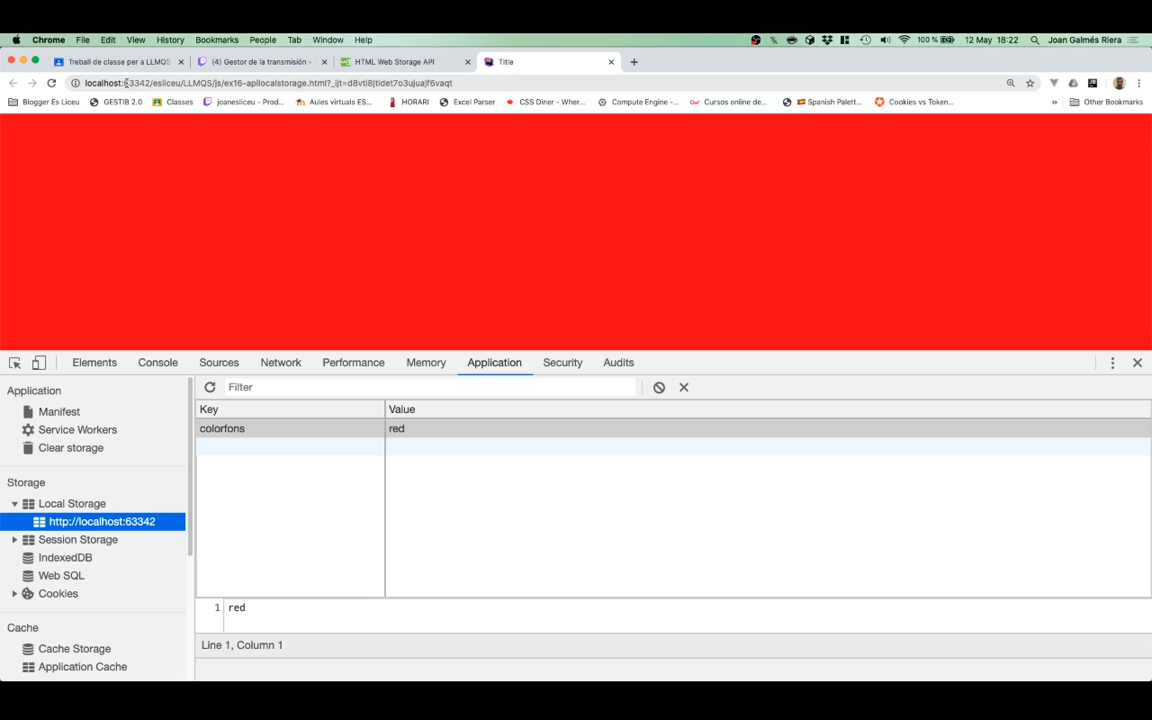 Chrome File Edit View History Bookmarks People Tab Window Help 100 % 12 May 18:22 Joan Galmés Riera
Treball de classe per a LLMQS (4) Gestor de la transmisión - HTML Web Storage API Title
localhost:63342/esliceu/LLMQS/js/ex16-apilocalstorage.html?_ijt=d8vti8jtidet7o3ujuajf6vaqt
Blogger Es Liceu GESTIB 2.0 Classes joanesliceu - Prod... Aules virtuales ES... HORARI Excel Parser CSS Diner - Wher... Compute Engine -... Cursos online de... Spanish Palett... Cookies vs Token... » Other Bookmarks
Elements Console Sources Network Performance Memory Application Security Audits
Application
Manifest
Service Workers
Clear storage
Storage
Local Storage
http://localhost:63342
Session Storage
IndexedDB
Web SQL
Cookies
Cache
Cache Storage
Application Cache
Filter
Key Value
colorfons red
1 red
Line 1, Column 1